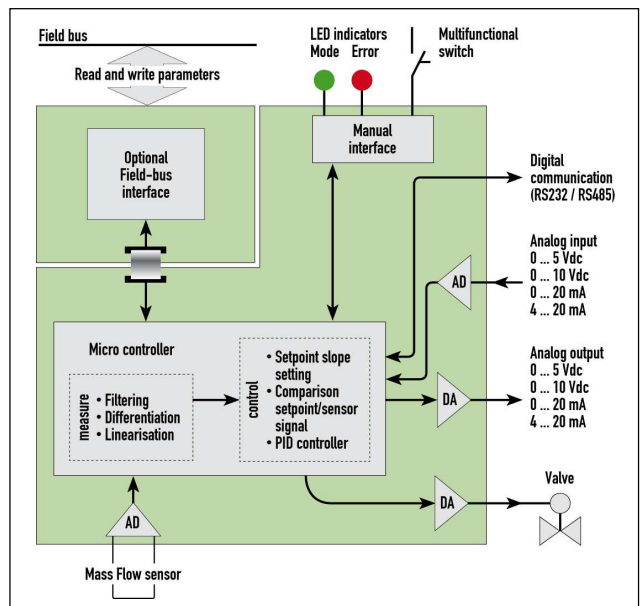 Field bus
Read and write parameters
LED indicators
Mode Error
Multifunctional
switch
Manual
interface
Optional
Field-bus
interface
Digital
communication
(RS232 / RS485)
Analog input
0 ... 5 Vdc
0 ... 10 Vdc
0 ... 20 mA
4 ... 20 mA
AD
Micro controller
measure
• Filtering
• Differentiation
• Linearisation
control
• Setpoint slope
setting
• Comparison
setpoint/sensor
signal
• PID controller
Analog output
0 ... 5 Vdc
0 ... 10 Vdc
0 ... 20 mA
4 ... 20 mA
DA
DA
Valve
AD
Mass Flow sensor